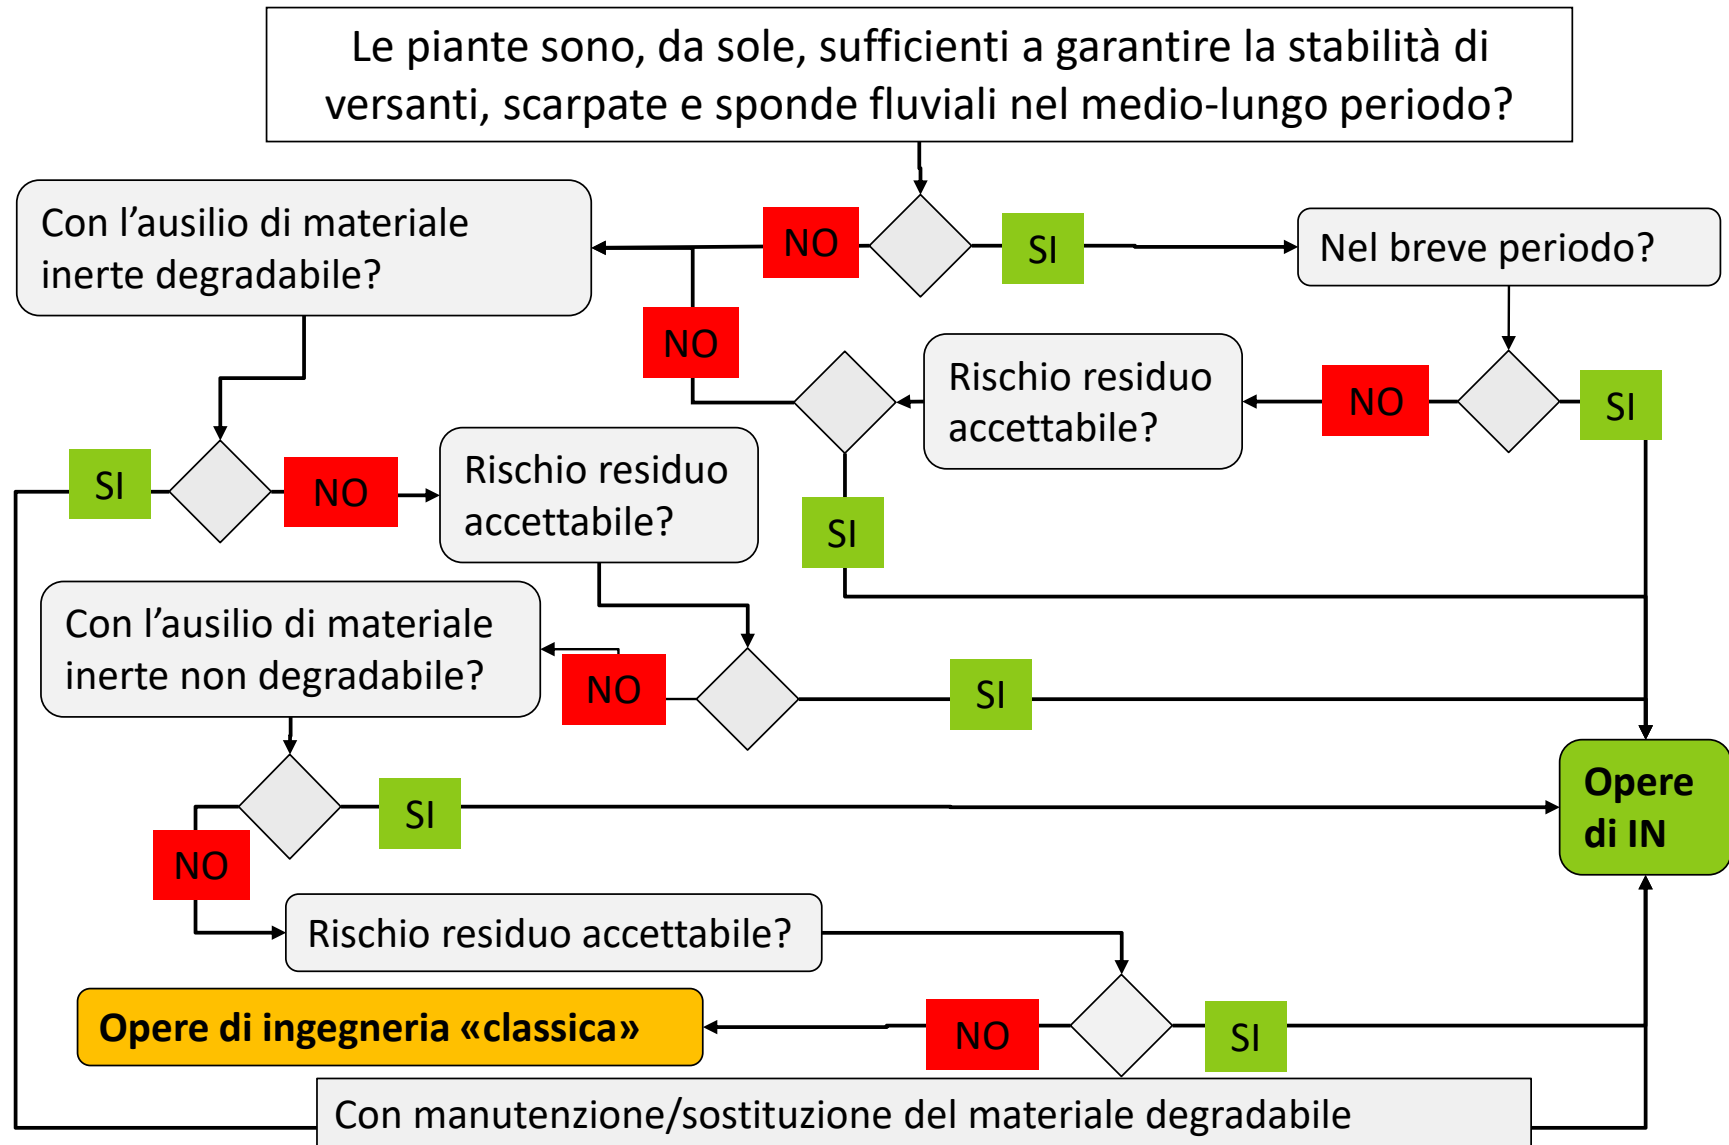 Le piante sono, da sole, sufficienti a garantire la stabilità di
versanti, scarpate e sponde fluviali nel medio-lungo periodo?
Con l'ausilio di materiale
inerte degradabile?
NO
SI
Nel breve periodo?
NO
Rischio residuo
accettabile?
NO
SI
SI
NO
Rischio residuo
accettabile?
SI
Con l'ausilio di materiale
inerte non degradabile?
NO
SI
Opere
di IN
SI
NO
Rischio residuo accettabile?
Opere di ingegneria «classica»
NO
SI
Con manutenzione/sostituzione del materiale degradabile